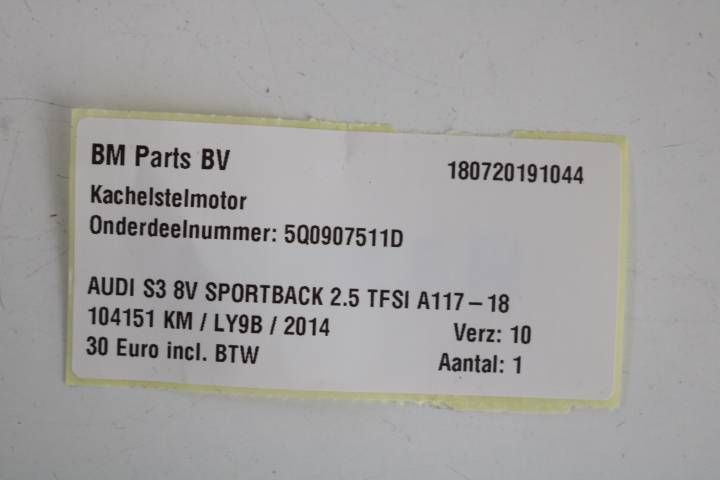 BM Parts BV 180720191044
Kachelstelmotor
Onderdeelnummer: 5Q0907511D
AUDI S3 8V SPORTBACK 2.5 TFSI A117-18
104151 KM / LY9B / 2014 Verz: 10
30 Euro incl. BTW Aantal: 1